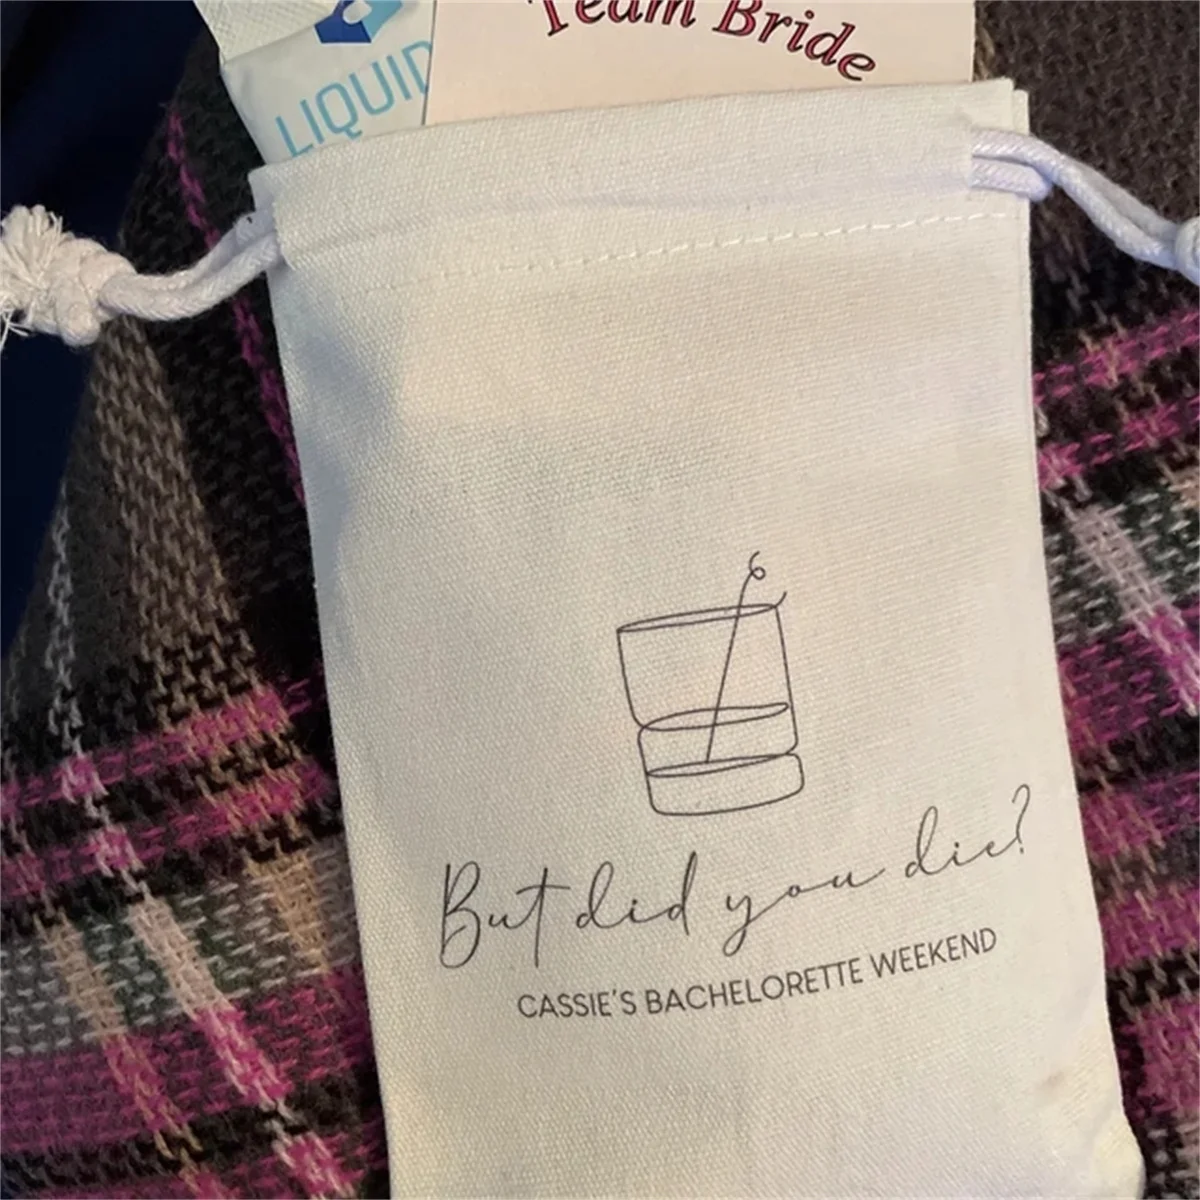 Team Bride
LIQUID
But did you die?
CASSIE'S BACHELORETTE WEEKEND